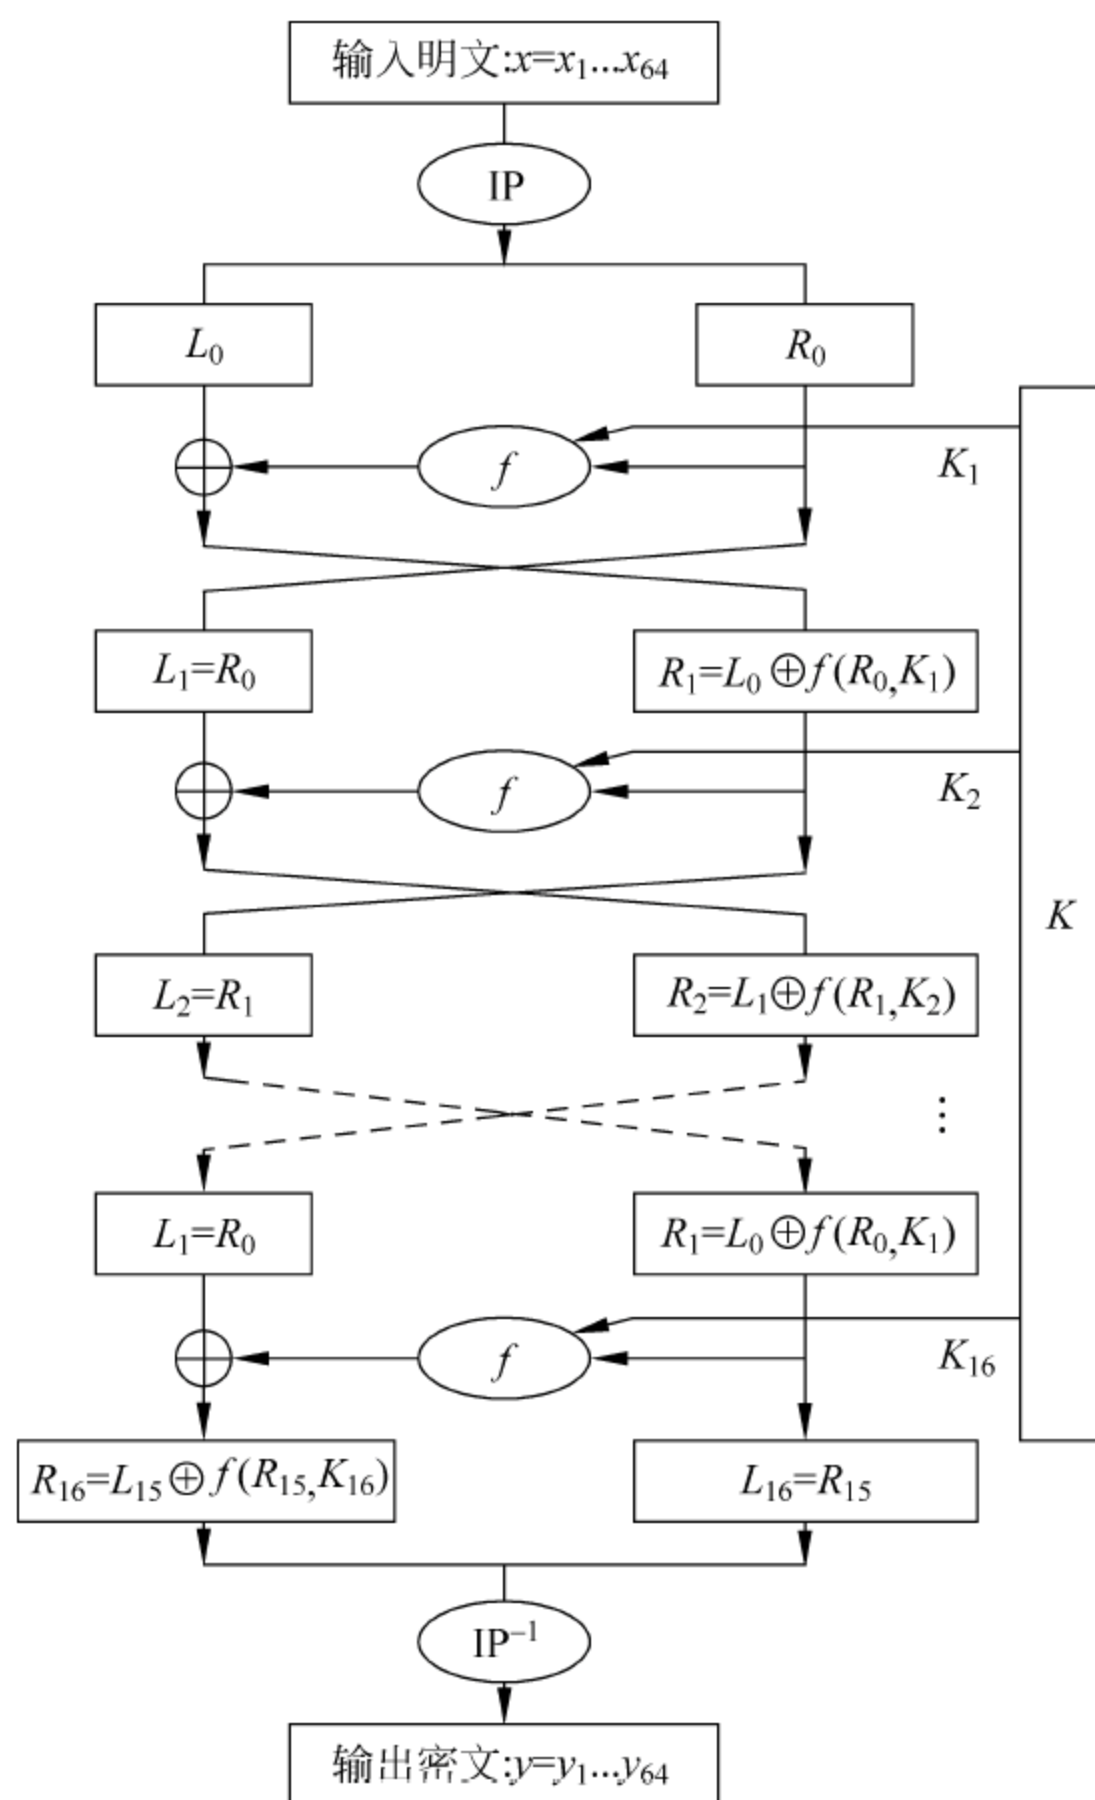 输入明文:x=x₁...x₆₄
IP
L₀
R₀
f
K₁
L₁=R₀
R₁=L₀⊕f(R₀,K₁)
f
K₂
K
L₂=R₁
R₂=L₁⊕f(R₁,K₂)
⋮
L₁=R₀
R₁=L₀⊕f(R₀,K₁)
f
K₁₆
R₁₆=L₁₅⊕f(R₁₅,K₁₆)
L₁₆=R₁₅
IP⁻¹
输出密文:y=y₁...y₆₄